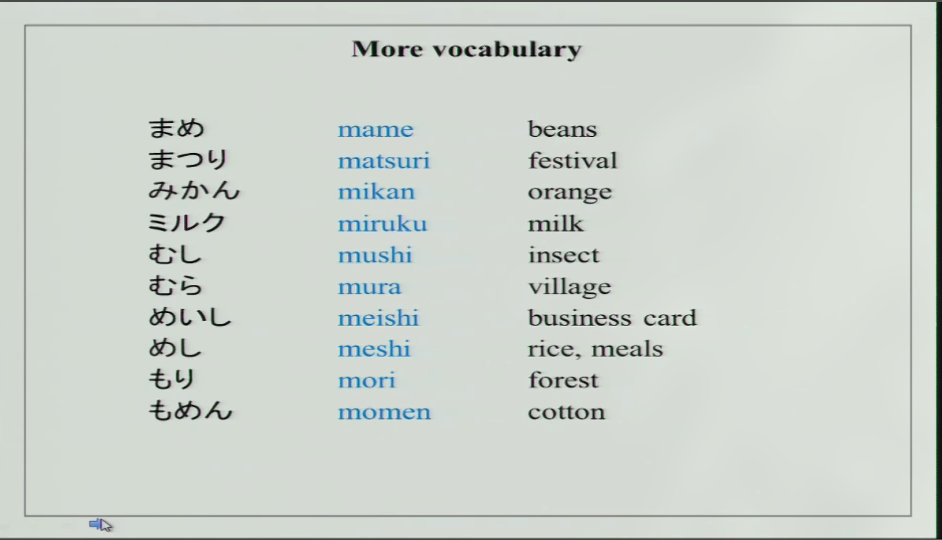 More vocabulary
まめ mame beans
まつり matsuri festival
みかん mikan orange
ミルク miruku milk
むし mushi insect
むら mura village
めいし meishi business card
めし meshi rice, meals
もり mori forest
もめん momen cotton